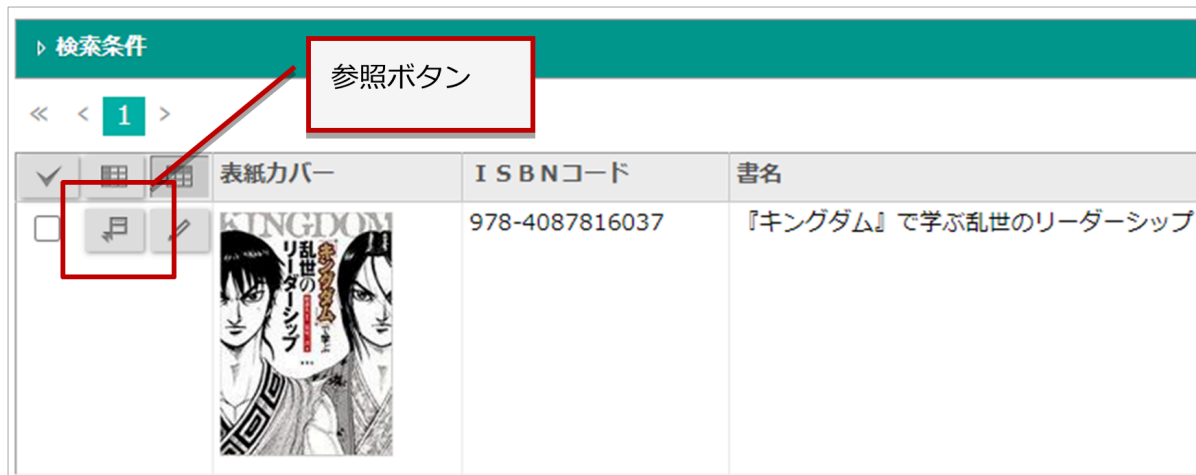 ▷ 検索条件
参照ボタン
« < 1 >
表紙カバー ＩＳＢＮコード 書名
978-4087816037 『キングダム』で学ぶ乱世のリーダーシップ
KINGDOM
『キングダム』で学ぶ
乱世の
リーダーシップ